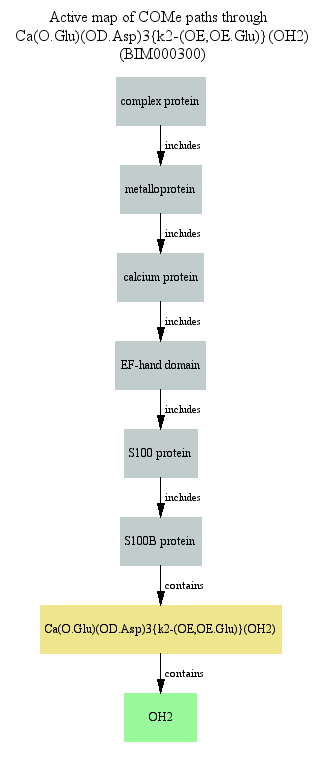 Active map of COMe paths through
Ca(O.Glu)(OD.Asp)3{k2-(OE,OE.Glu)}(OH2)
(BIM000300)
complex protein
includes
metalloprotein
includes
calcium protein
includes
EF-hand domain
includes
S100 protein
includes
S100B protein
contains
Ca(O.Glu)(OD.Asp)3{k2-(OE,OE.Glu)}(OH2)
contains
OH2